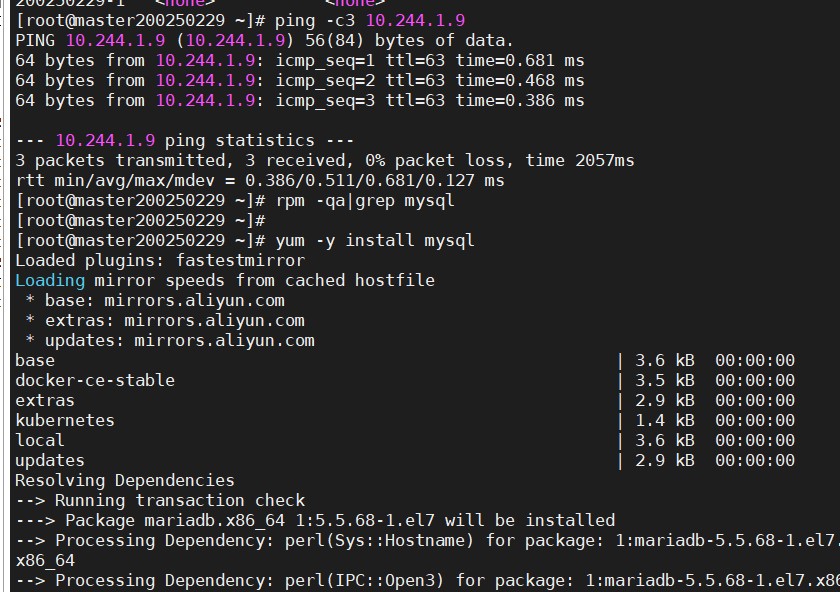 200250229-1   <none>           <none>
[root@master200250229 ~]# ping -c3 10.244.1.9
PING 10.244.1.9 (10.244.1.9) 56(84) bytes of data.
64 bytes from 10.244.1.9: icmp_seq=1 ttl=63 time=0.681 ms
64 bytes from 10.244.1.9: icmp_seq=2 ttl=63 time=0.468 ms
64 bytes from 10.244.1.9: icmp_seq=3 ttl=63 time=0.386 ms
--- 10.244.1.9 ping statistics ---
3 packets transmitted, 3 received, 0% packet loss, time 2057ms
rtt min/avg/max/mdev = 0.386/0.511/0.681/0.127 ms
[root@master200250229 ~]# rpm -qa|grep mysql
[root@master200250229 ~]#
[root@master200250229 ~]# yum -y install mysql
Loaded plugins: fastestmirror
Loading mirror speeds from cached hostfile
 * base: mirrors.aliyun.com
 * extras: mirrors.aliyun.com
 * updates: mirrors.aliyun.com
base | 3.6 kB 00:00:00
docker-ce-stable | 3.5 kB 00:00:00
extras | 2.9 kB 00:00:00
kubernetes | 1.4 kB 00:00:00
local | 3.6 kB 00:00:00
updates | 2.9 kB 00:00:00
Resolving Dependencies
--> Running transaction check
---> Package mariadb.x86_64 1:5.5.68-1.el7 will be installed
--> Processing Dependency: perl(Sys::Hostname) for package: 1:mariadb-5.5.68-1.el7.
x86_64
--> Processing Dependency: perl(IPC::Open3) for package: 1:mariadb-5.5.68-1.el7.x86